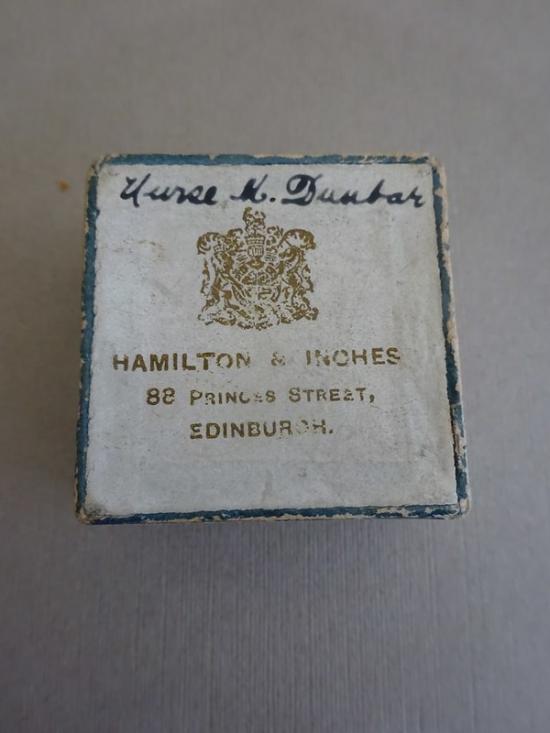 Nurse K. Dunbar
HAMILTON & INCHES
88 PRINCES STREET,
EDINBURGH.